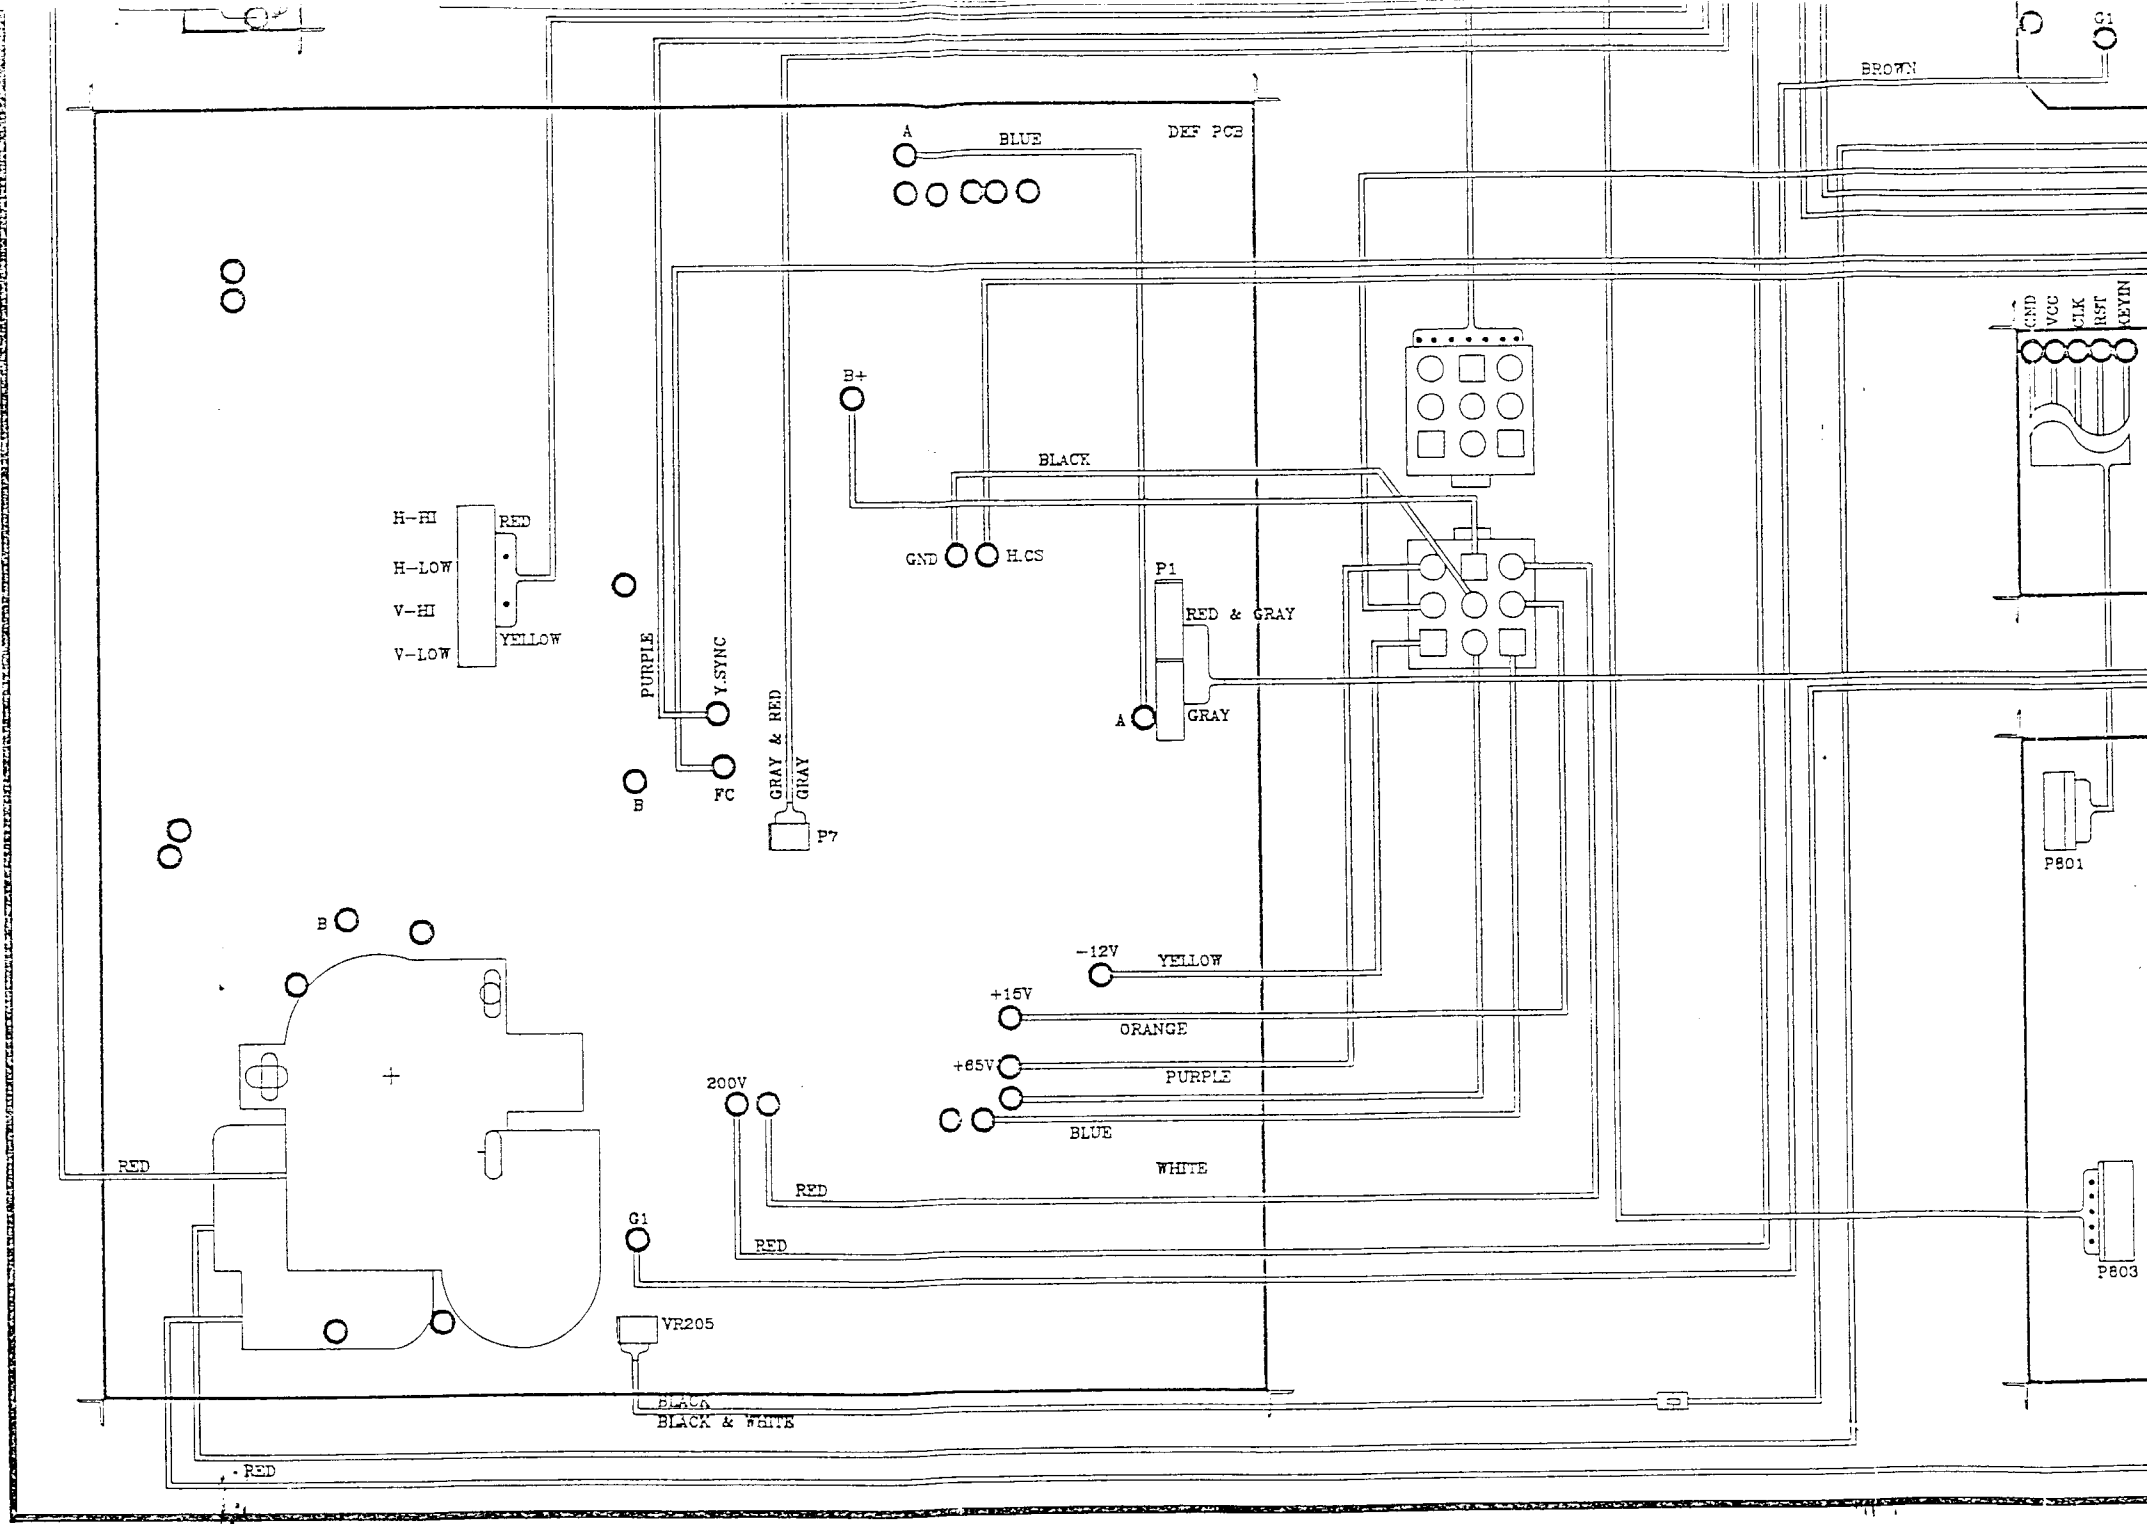 G1
BROWN
DEF PCB
A
BLUE
GND
VCC
CLK
RST
KEYIN
B+
BLACK
H-HI
RED
H-LOW
V-HI
V-LOW
YELLOW
GND
H.CS
P1
RED & GRAY
PURPLE
Y.SYNC
GRAY & RED
GRAY
A
GRAY
B
FC
P7
P801
B
-12V
YELLOW
+15V
ORANGE
+65V
PURPLE
200V
BLUE
WHITE
RED
RED
G1
RED
P803
VR205
BLACK
BLACK & WHITE
RED